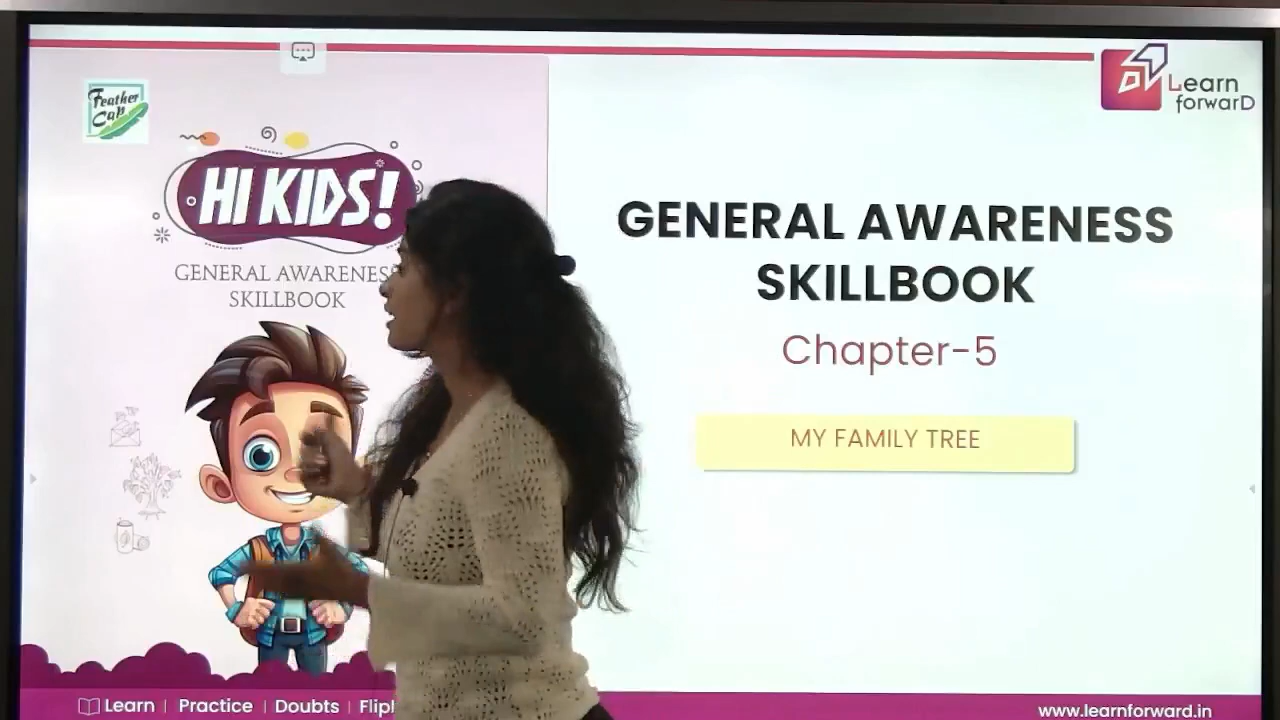 Feather
Cap
HI KIDS!
GENERAL AWARENESS
SKILLBOOK
Learn
forwarD
GENERAL AWARENESS
SKILLBOOK
Chapter-5
MY FAMILY TREE
Learn | Practice | Doubts |
www.learnforward.in